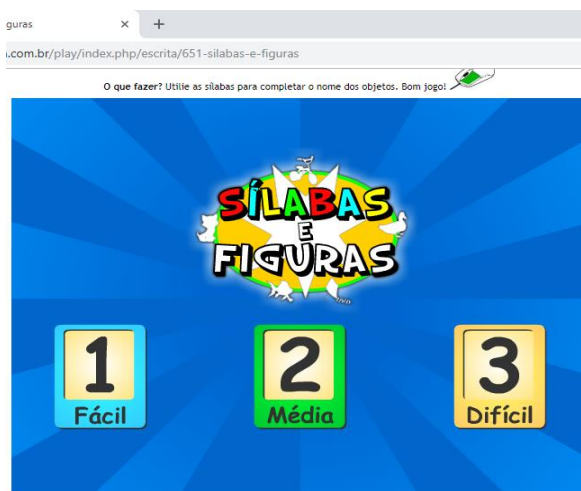 guras × +
.com.br/play/index.php/escrita/651-silabas-e-figuras
O que fazer? Utilie as sílabas para completar o nome dos objetos. Bom jogo!
SÍLABAS
E
FIGURAS
1 2 3
Fácil Média Difícil